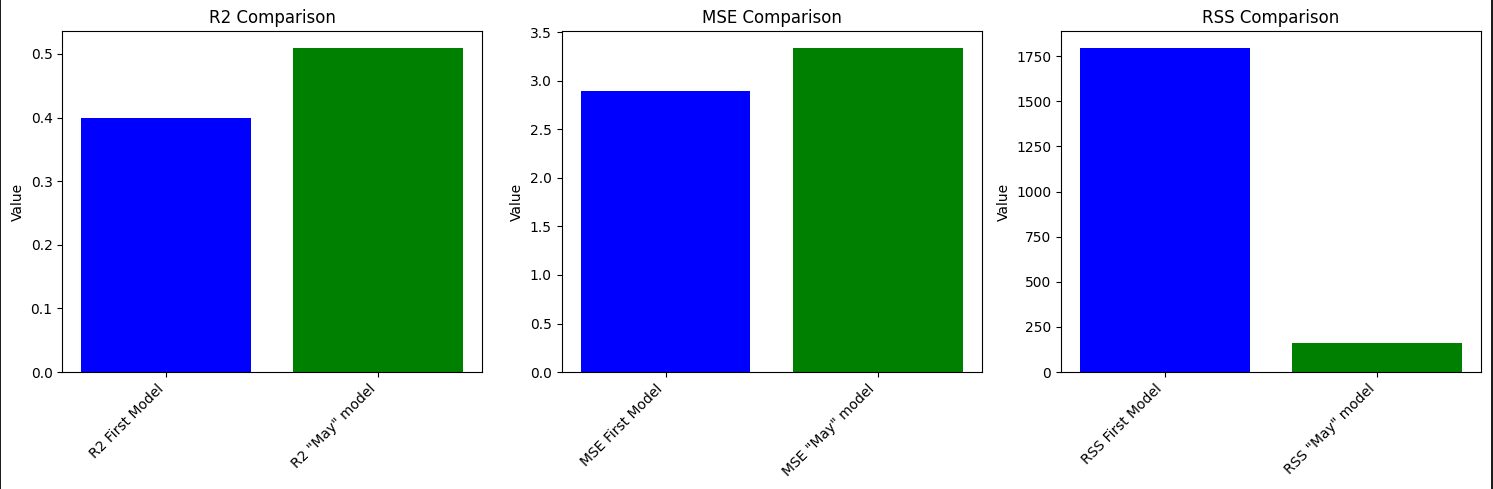 R2 Comparison
Value
0.5
0.4
0.3
0.2
0.1
0.0
R2 First Model
R2 "May" model
MSE Comparison
Value
3.5
3.0
2.5
2.0
1.5
1.0
0.5
0.0
MSE First Model
MSE "May" model
RSS Comparison
Value
1750
1500
1250
1000
750
500
250
0
RSS First Model
RSS "May" model